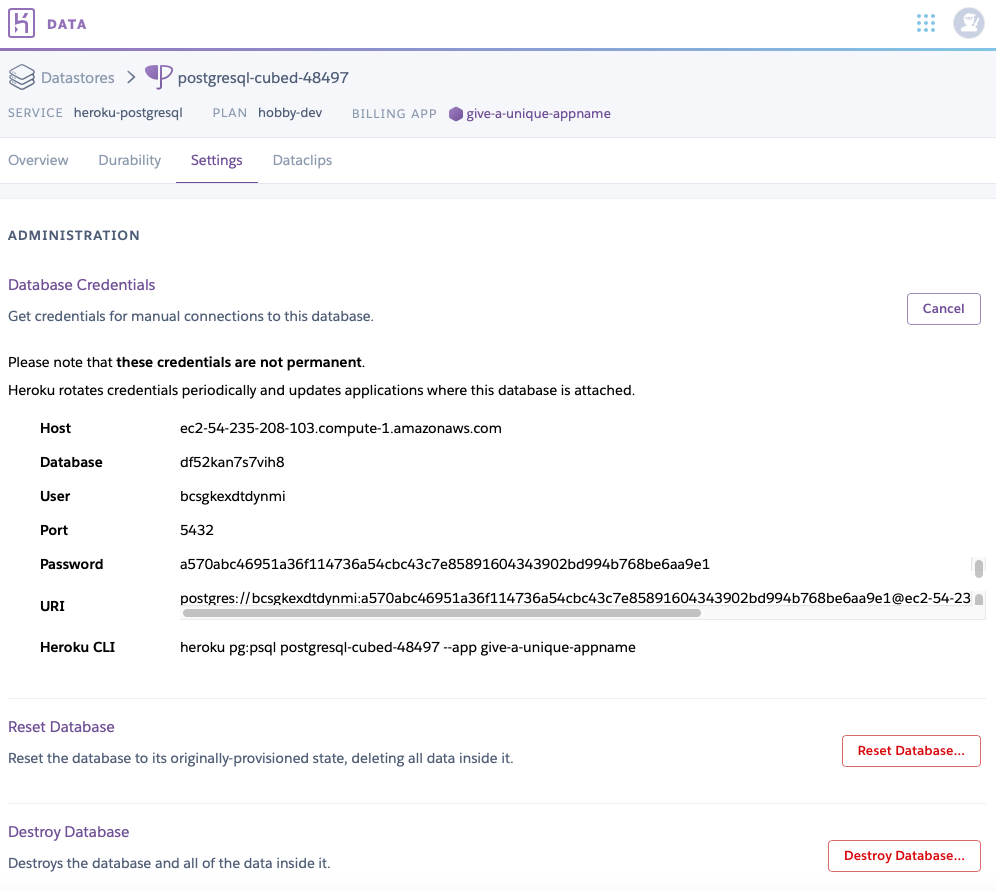 DATA
Datastores > postgresql-cubed-48497
SERVICE heroku-postgresql PLAN hobby-dev BILLING APP give-a-unique-appname
Overview Durability Settings Dataclips
ADMINISTRATION
Database Credentials
Get credentials for manual connections to this database.
Cancel
Please note that these credentials are not permanent.
Heroku rotates credentials periodically and updates applications where this database is attached.
Host ec2-54-235-208-103.compute-1.amazonaws.com
Database df52kan7s7vih8
User bcsgkexdtdynmi
Port 5432
Password a570abc46951a36f114736a54cbc43c7e85891604343902bd994b768be6aa9e1
URI postgres://bcsgkexdtdynmi:a570abc46951a36f114736a54cbc43c7e85891604343902bd994b768be6aa9e1@ec2-54-23
Heroku CLI heroku pg:psql postgresql-cubed-48497 --app give-a-unique-appname
Reset Database
Reset the database to its originally-provisioned state, deleting all data inside it.
Reset Database...
Destroy Database
Destroys the database and all of the data inside it.
Destroy Database...